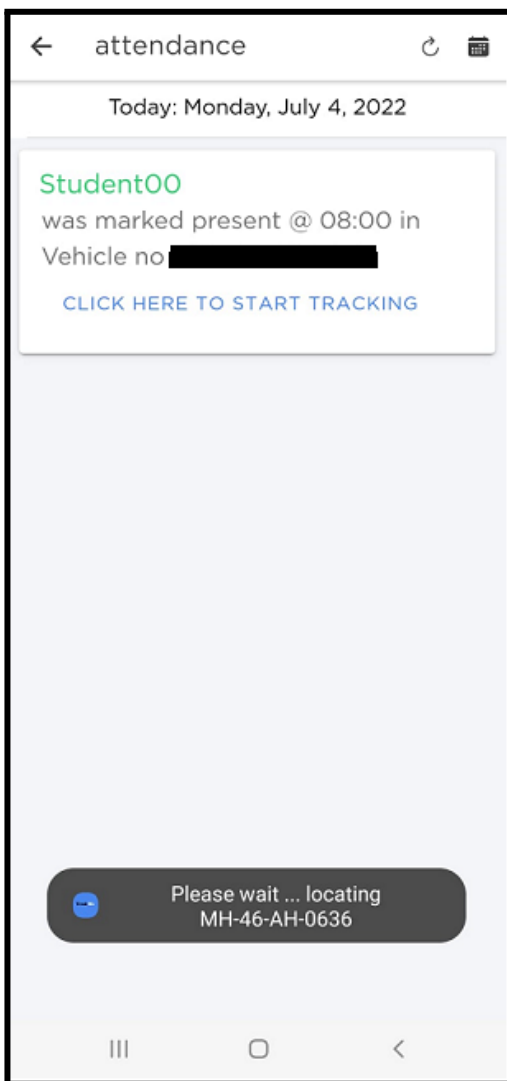 attendance
Today: Monday, July 4, 2022
Student00
was marked present @ 08:00 in
Vehicle no
CLICK HERE TO START TRACKING
Please wait ... locating
MH-46-AH-0636